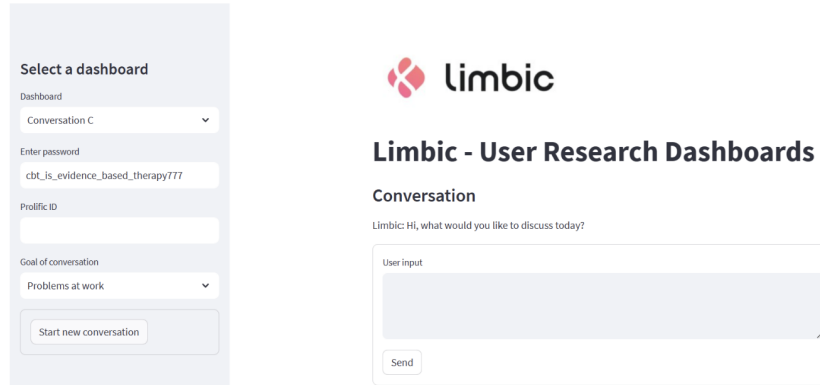 Select a dashboard
Dashboard
Conversation C
Enter password
cbt_is_evidence_based_therapy777
Prolific ID
Goal of conversation
Problems at work
Start new conversation
limbic
Limbic - User Research Dashboards
Conversation
Limbic: Hi, what would you like to discuss today?
User input
Send